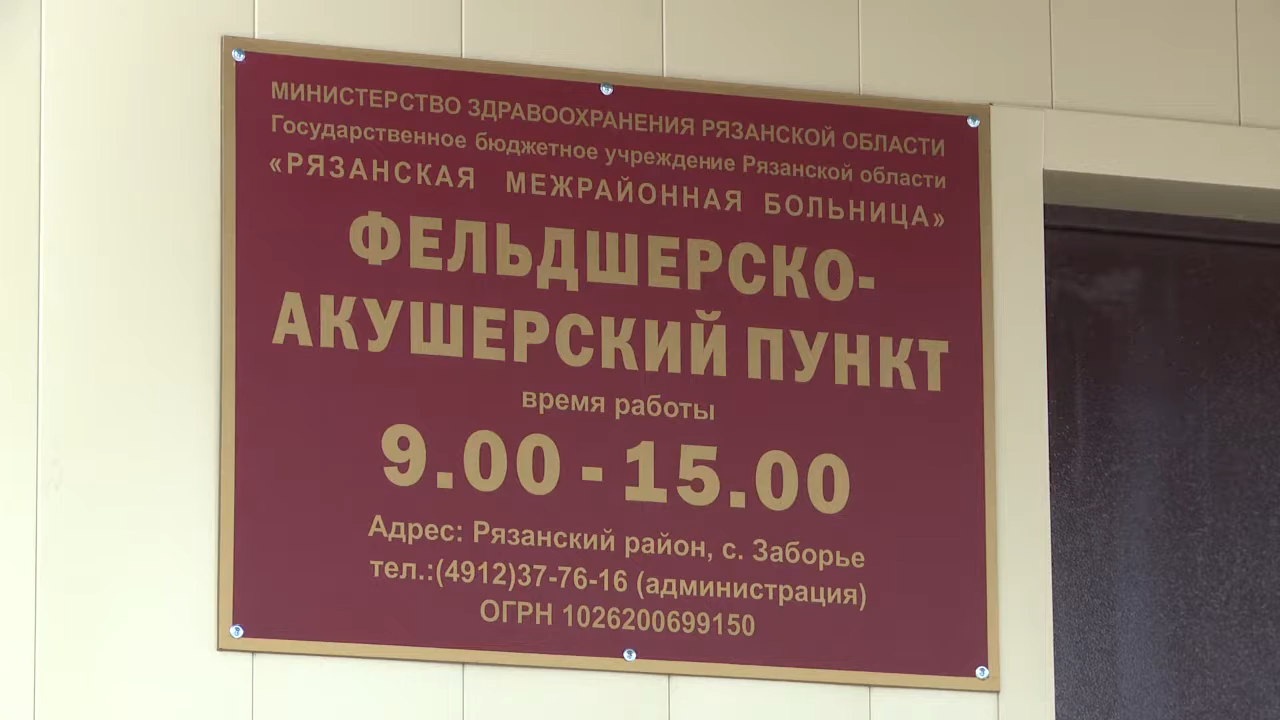 МИНИСТЕРСТВО ЗДРАВООХРАНЕНИЯ РЯЗАНСКОЙ ОБЛАСТИ
Государственное бюджетное учреждение Рязанской области
«РЯЗАНСКАЯ МЕЖРАЙОННАЯ БОЛЬНИЦА»
ФЕЛЬДШЕРСКО-
АКУШЕРСКИЙ ПУНКТ
время работы
9.00 - 15.00
Адрес: Рязанский район, с. Заборье
тел.:(4912)37-76-16 (администрация)
ОГРН 1026200699150